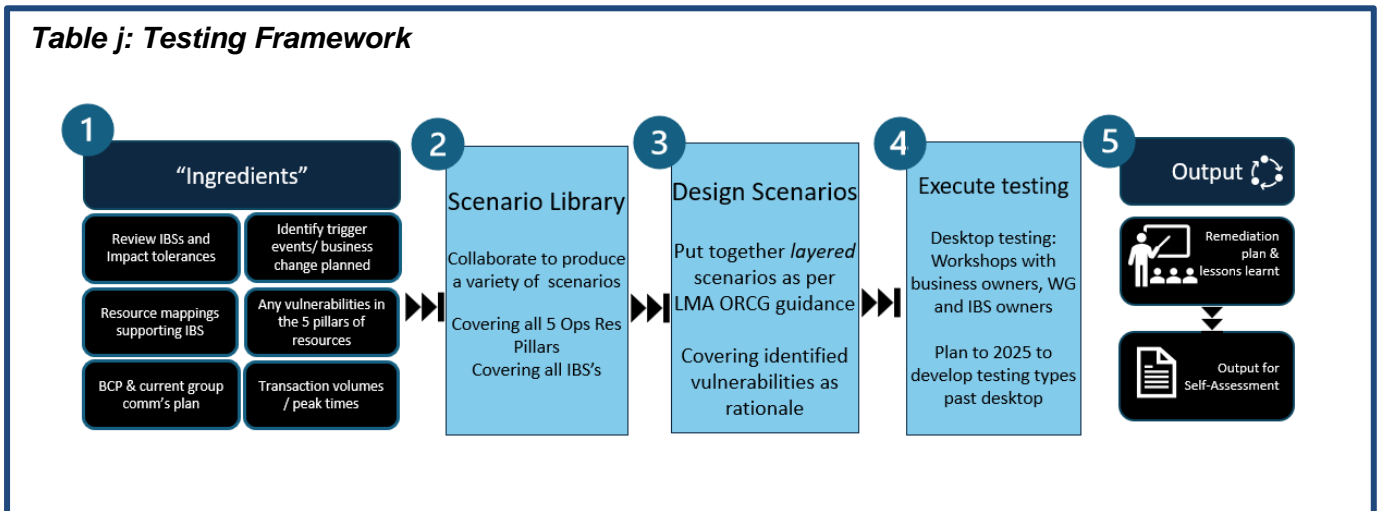 Table j: Testing Framework
1
"Ingredients"
Review IBSs and
Impact tolerances
Identify trigger
events/ business
change planned
Resource mappings
supporting IBS
Any vulnerabilities in
the 5 pillars of
resources
BCP & current group
comm's plan
Transaction volumes
/ peak times
2
Scenario Library
Collaborate to produce
a variety of scenarios
Covering all 5 Ops Res
Pillars
Covering all IBS's
3
Design Scenarios
Put together layered
scenarios as per
LMA ORCG guidance
Covering identified
vulnerabilities as
rationale
4
Execute testing
Desktop testing:
Workshops with
business owners, WG
and IBS owners
Plan to 2025 to
develop testing types
past desktop
5
Output
Remediation
plan &
lessons learnt
Output for
Self-Assessment